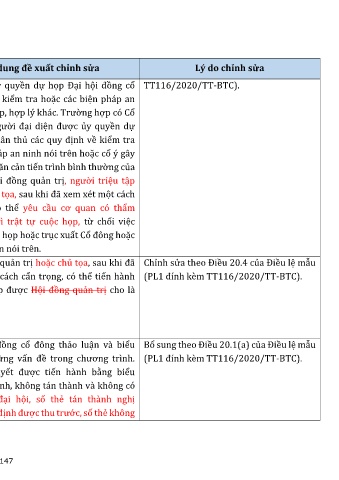 dung đề xuất chỉnh sửa
Lý do chỉnh sửa
quyền dự họp Đại hội đồng cổ
kiểm tra hoặc các biện pháp an
p, hợp lý khác. Trường hợp có Cổ
gười đại diện được ủy quyền dự
ân thủ các quy định về kiểm tra
áp an ninh nói trên hoặc cố ý gây
ản cản tiến trình bình thường của
i đồng quản trị, người triệu tập
tọa, sau khi đã xem xét một cách
thể yêu cầu cơ quan có thẩm
ì trật tự cuộc họp, từ chối việc
họp hoặc trục xuất Cổ đông hoặc
n nói trên.
TT116/2020/TT-BTC).
quản trị hoặc chủ tọa, sau khi đã
cách cẩn trọng, có thể tiến hành
p được Hội đồng quản trị cho là
Chỉnh sửa theo Điều 20.4 của Điều lệ mẫu
(PL1 đính kèm TT116/2020/TT-BTC).
đồng cổ đông thảo luận và biểu
ững vấn đề trong chương trình.
yết được tiến hành bằng biểu
nh, không tán thành và không có
đại hội, số thẻ tán thành nghị
định được thu trước, số thẻ không
Bổ sung theo Điều 20.1(a) của Điều lệ mẫu
(PL1 đính kèm TT116/2020/TT-BTC).
147